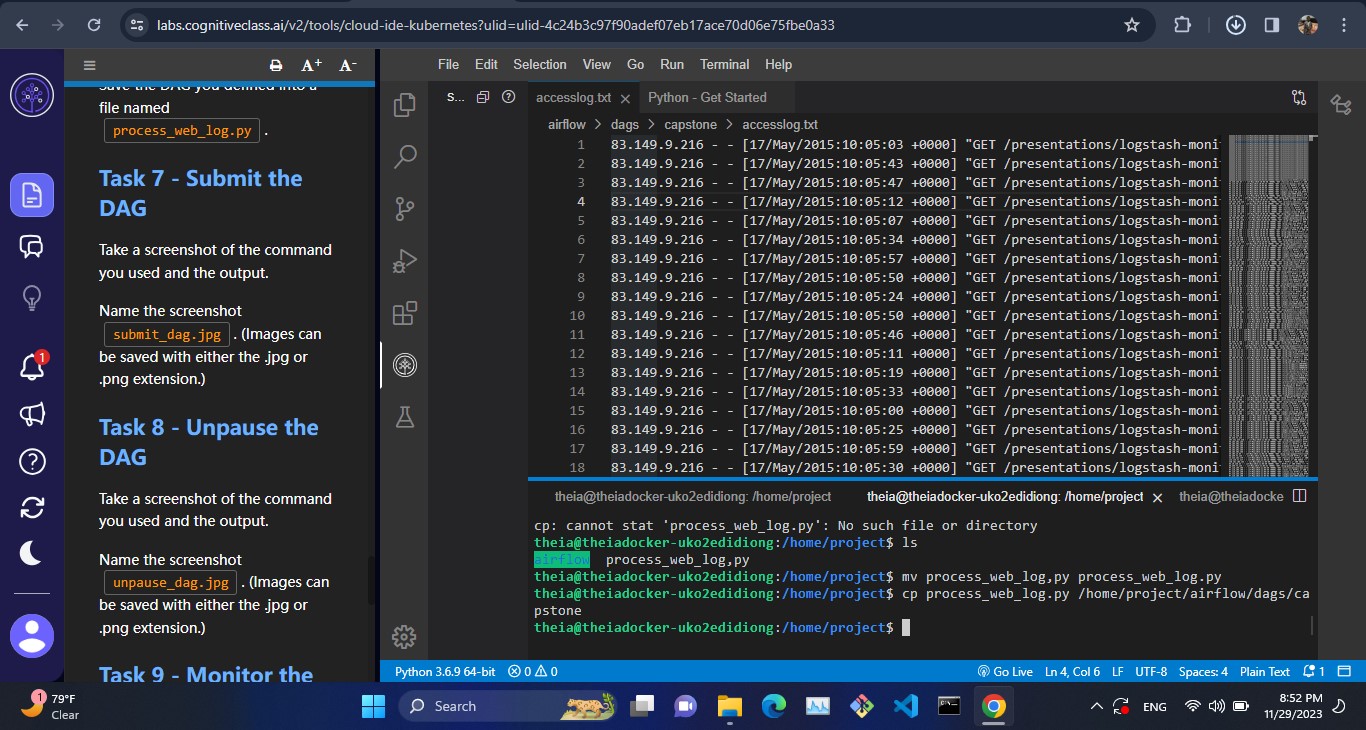 labs.cognitiveclass.ai/v2/tools/cloud-ide-kubernetes?ulid=ulid-4c24b3c97f90adef07eb17ace70d06e75fbe0a33
A+ A-
save the DAG you defined into a
file named
process_web_log.py .
Task 7 - Submit the
DAG
Take a screenshot of the command
you used and the output.
Name the screenshot
submit_dag.jpg . (Images can
be saved with either the .jpg or
.png extension.)
Task 8 - Unpause the
DAG
Take a screenshot of the command
you used and the output.
Name the screenshot
unpause_dag.jpg . (Images can
be saved with either the .jpg or
.png extension.)
Task 9 - Monitor the
1
File Edit Selection View Go Run Terminal Help
S...
accesslog.txt Python - Get Started
airflow > dags > capstone > accesslog.txt
1 83.149.9.216 - - [17/May/2015:10:05:03 +0000] "GET /presentations/logstash-moni
2 83.149.9.216 - - [17/May/2015:10:05:43 +0000] "GET /presentations/logstash-moni
3 83.149.9.216 - - [17/May/2015:10:05:47 +0000] "GET /presentations/logstash-moni
4 83.149.9.216 - - [17/May/2015:10:05:12 +0000] "GET /presentations/logstash-moni
5 83.149.9.216 - - [17/May/2015:10:05:07 +0000] "GET /presentations/logstash-moni
6 83.149.9.216 - - [17/May/2015:10:05:34 +0000] "GET /presentations/logstash-moni
7 83.149.9.216 - - [17/May/2015:10:05:57 +0000] "GET /presentations/logstash-moni
8 83.149.9.216 - - [17/May/2015:10:05:50 +0000] "GET /presentations/logstash-moni
9 83.149.9.216 - - [17/May/2015:10:05:24 +0000] "GET /presentations/logstash-moni
10 83.149.9.216 - - [17/May/2015:10:05:50 +0000] "GET /presentations/logstash-moni
11 83.149.9.216 - - [17/May/2015:10:05:46 +0000] "GET /presentations/logstash-moni
12 83.149.9.216 - - [17/May/2015:10:05:11 +0000] "GET /presentations/logstash-moni
13 83.149.9.216 - - [17/May/2015:10:05:19 +0000] "GET /presentations/logstash-moni
14 83.149.9.216 - - [17/May/2015:10:05:33 +0000] "GET /presentations/logstash-moni
15 83.149.9.216 - - [17/May/2015:10:05:00 +0000] "GET /presentations/logstash-moni
16 83.149.9.216 - - [17/May/2015:10:05:25 +0000] "GET /presentations/logstash-moni
17 83.149.9.216 - - [17/May/2015:10:05:59 +0000] "GET /presentations/logstash-moni
18 83.149.9.216 - - [17/May/2015:10:05:30 +0000] "GET /presentations/logstash-moni
theia@theiadocker-uko2edidiong: /home/project theia@theiadocker-uko2edidiong: /home/project theia@theiadocke
cp: cannot stat 'process_web_log.py': No such file or directory
theia@theiadocker-uko2edidiong:/home/project$ ls
airflow process_web_log,py
theia@theiadocker-uko2edidiong:/home/project$ mv process_web_log,py process_web_log.py
theia@theiadocker-uko2edidiong:/home/project$ cp process_web_log.py /home/project/airflow/dags/ca
pstone
theia@theiadocker-uko2edidiong:/home/project$
Python 3.6.9 64-bit 0 0 Go Live Ln 4, Col 6 LF UTF-8 Spaces: 4 Plain Text 1
1 79°F
Clear
Search
ENG
8:52 PM
11/29/2023